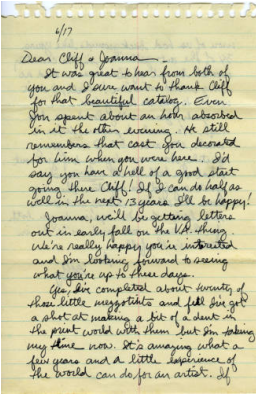 6/17
Dear Cliff & Joanna -
It was great to hear from both of
you and I sure want to thank Cliff
for that beautiful catalog. Even
Jon spent about an hour absorbed
in it the other evening. He still
remembers that cast you decorated
for him when you were here. I'd
say you have a hell of a good start
going there Cliff! If I can do half as
well in the next 13 years I'll be happy!
Joanna, we'll be getting letters
out in early fall on the VA thing.
We're really happy you're interested
and I'm looking forward to seeing
what you're up to these days.
Yes, I've completed about twenty of
those little mezzotints and feel I've got
a shot at making a bit of a dent in
the print world with them but I'm taking
my time now. It's amazing what a
few years and a little experience of
the world can do for an artist. If